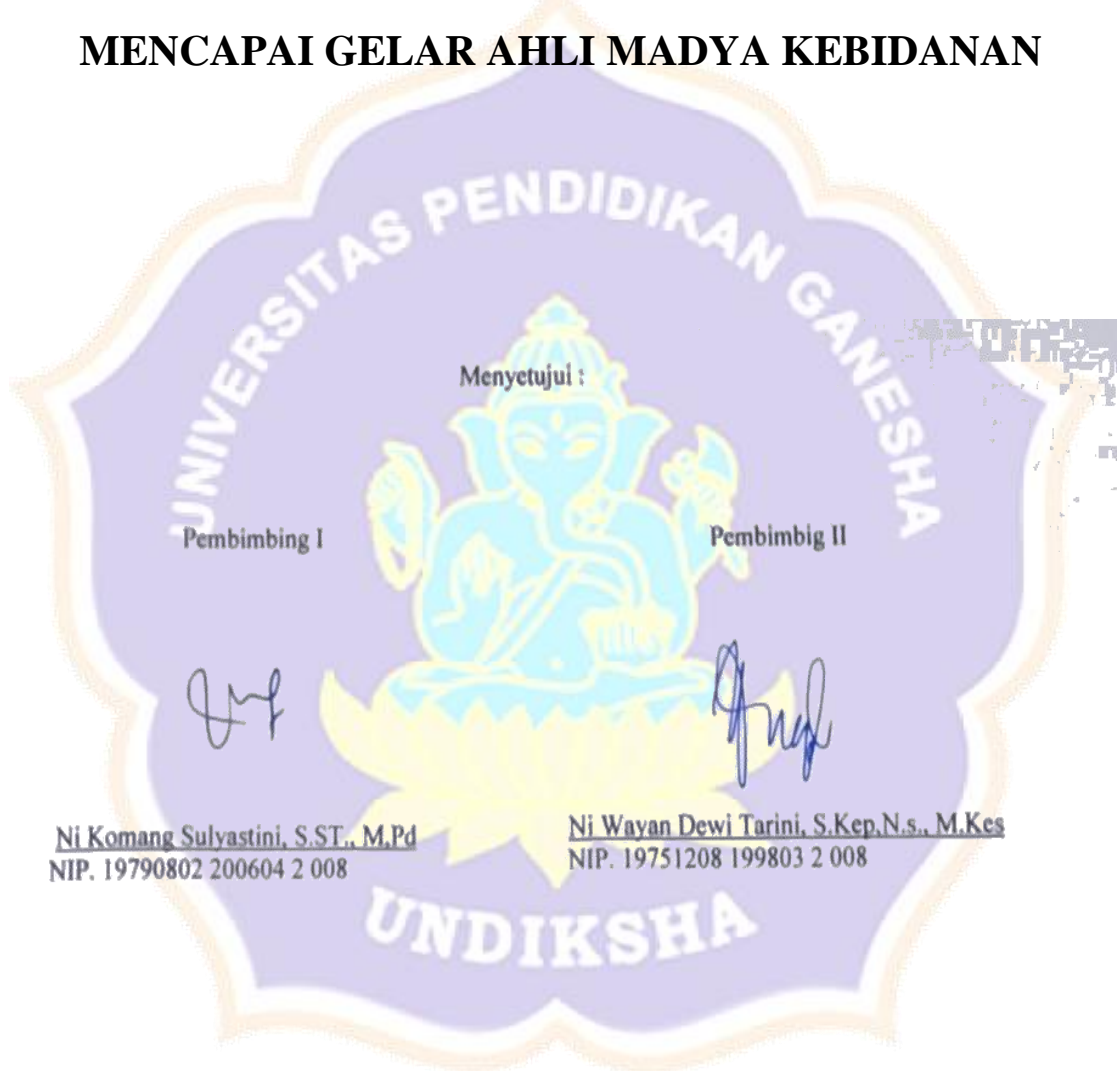 MENCAPAI GELAR AHLI MADYA KEBIDANAN
UNIVERSITAS PENDIDIKAN GANESHA
Menyetujui :
Pembimbing I
Pembimbig II
Ni Komang Sulyastini, S.ST., M.Pd
NIP. 19790802 200604 2 008
Ni Wayan Dewi Tarini, S.Kep,N.s., M.Kes
NIP. 19751208 199803 2 008
UNDIKSHA